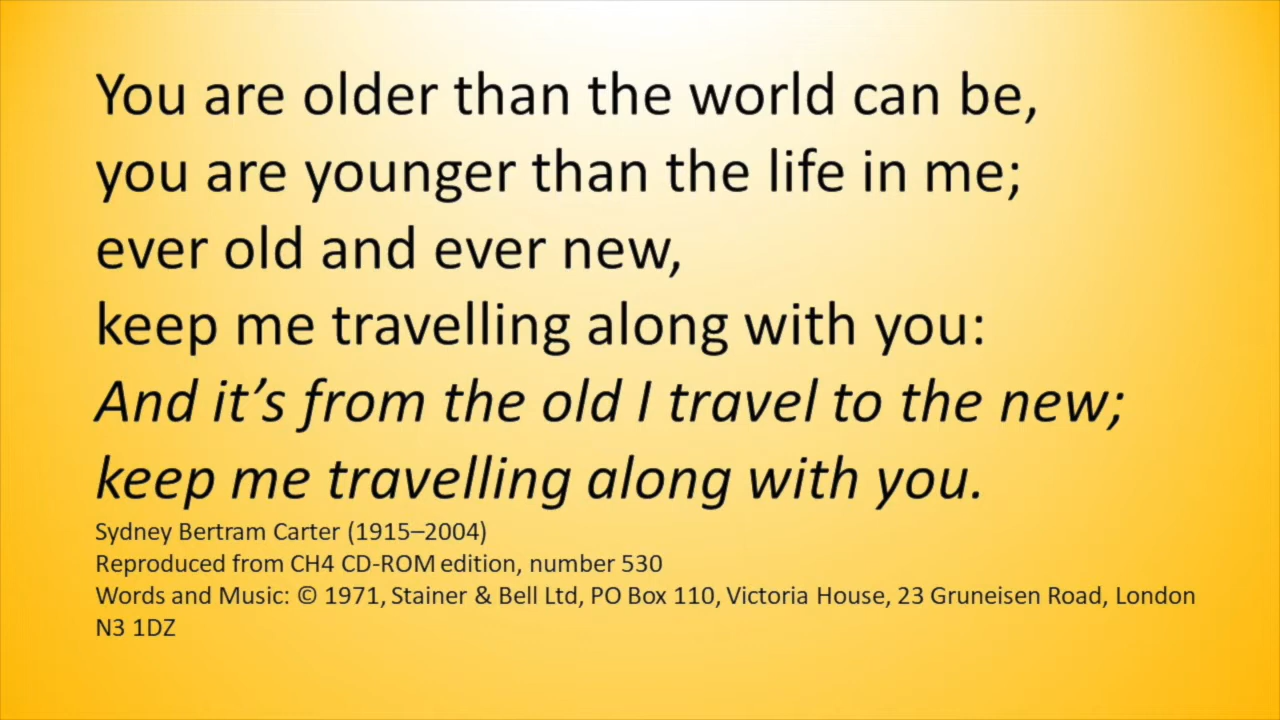 You are older than the world can be,
you are younger than the life in me;
ever old and ever new,
keep me travelling along with you:
And it’s from the old I travel to the new;
keep me travelling along with you.
Sydney Bertram Carter (1915–2004)
Reproduced from CH4 CD-ROM edition, number 530
Words and Music: © 1971, Stainer & Bell Ltd, PO Box 110, Victoria House, 23 Gruneisen Road, London
N3 1DZ